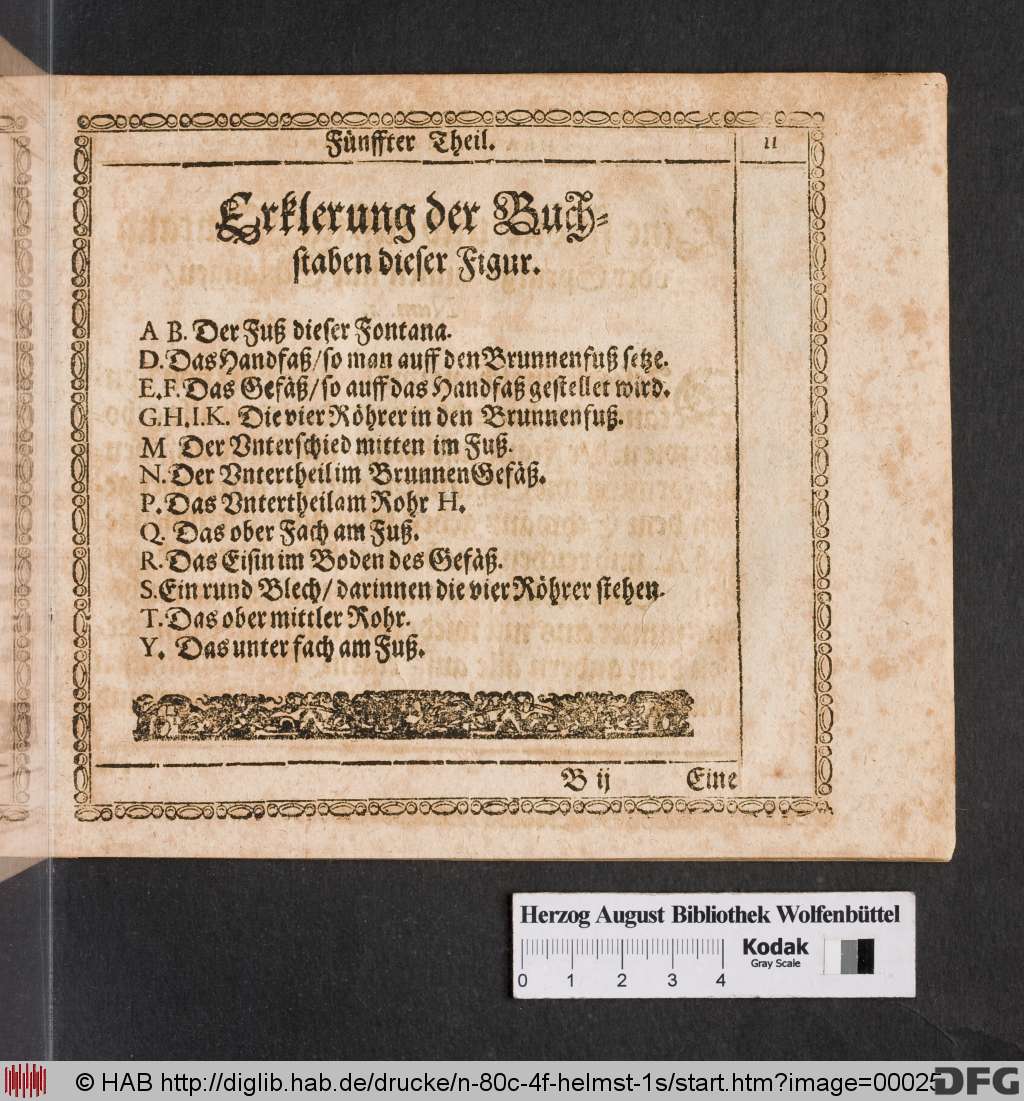 Fünffter Theil.
11
Erklerung der Buch-
staben dieser Figur.
A B. Der Fuß dieser Fontana.
D. Das Handfaß/ so man auff den Brunnenfuß setze.
E.F. Das Gefäß/ so auff das Handfaß gestellet wird.
G.H.I.K. Die vier Röhrer in den Brunnenfuß.
M Der Vnterschied mitten im Fuß.
N. Der Vntertheil im BrunnenGefäß.
P. Das Vntertheil am Rohr H.
Q. Das ober Fach am Fuß.
R. Das Eisin im Boden des Gefäß.
S. Ein rund Blech/ darinnen die vier Röhrer stehen.
T. Das ober mittler Rohr.
Y. Das unter fach am Fuß.
B ij
Eine
Herzog August Bibliothek Wolfenbüttel
Kodak
Gray Scale
0 1 2 3 4
© HAB http://diglib.hab.de/drucke/n-80c-4f-helmst-1s/start.htm?image=00025
DFG